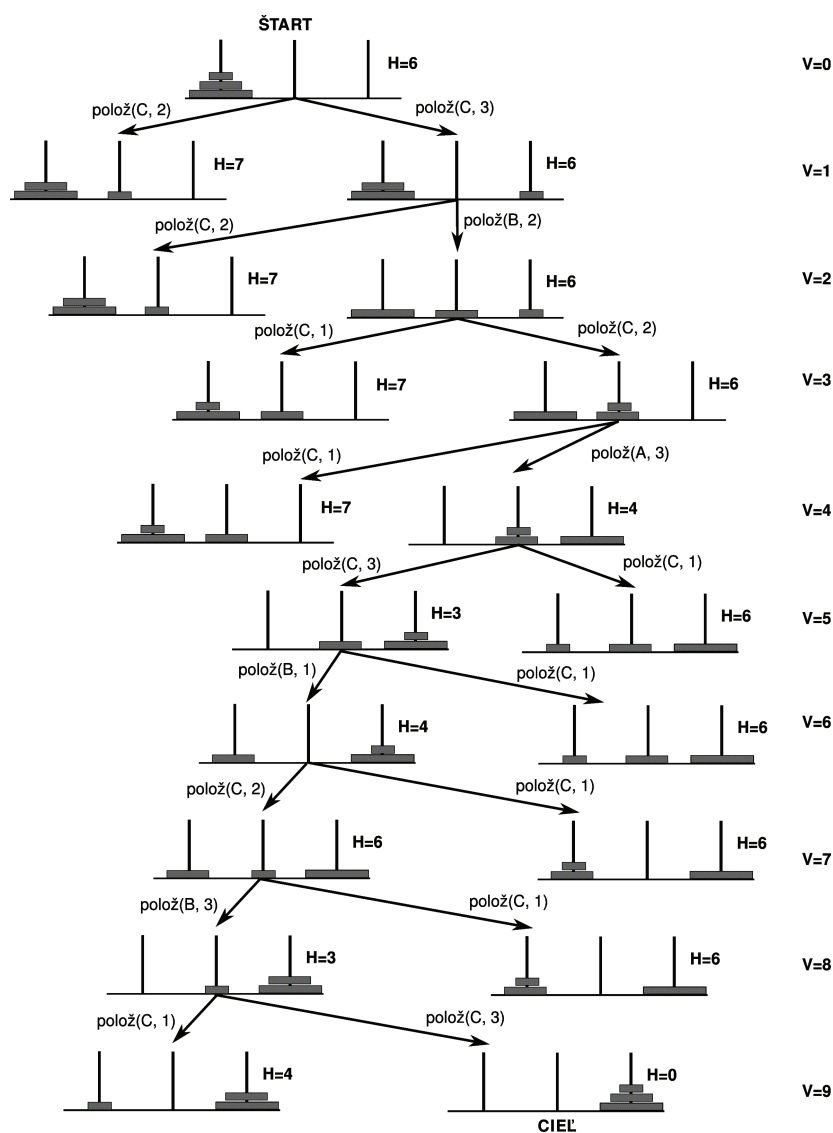 ŠTART
H=6
V=0
polož(C, 2)
polož(C, 3)
H=7
H=6
V=1
polož(C, 2)
polož(B, 2)
H=7
H=6
V=2
polož(C, 1)
polož(C, 2)
H=7
H=6
V=3
polož(C, 1)
polož(A, 3)
H=7
H=4
V=4
polož(C, 3)
polož(C, 1)
H=3
H=6
V=5
polož(B, 1)
polož(C, 1)
H=4
H=6
V=6
polož(C, 2)
polož(C, 1)
H=6
H=6
V=7
polož(B, 3)
polož(C, 1)
H=3
H=6
V=8
polož(C, 1)
polož(C, 3)
H=4
H=0
V=9
CIEĽ